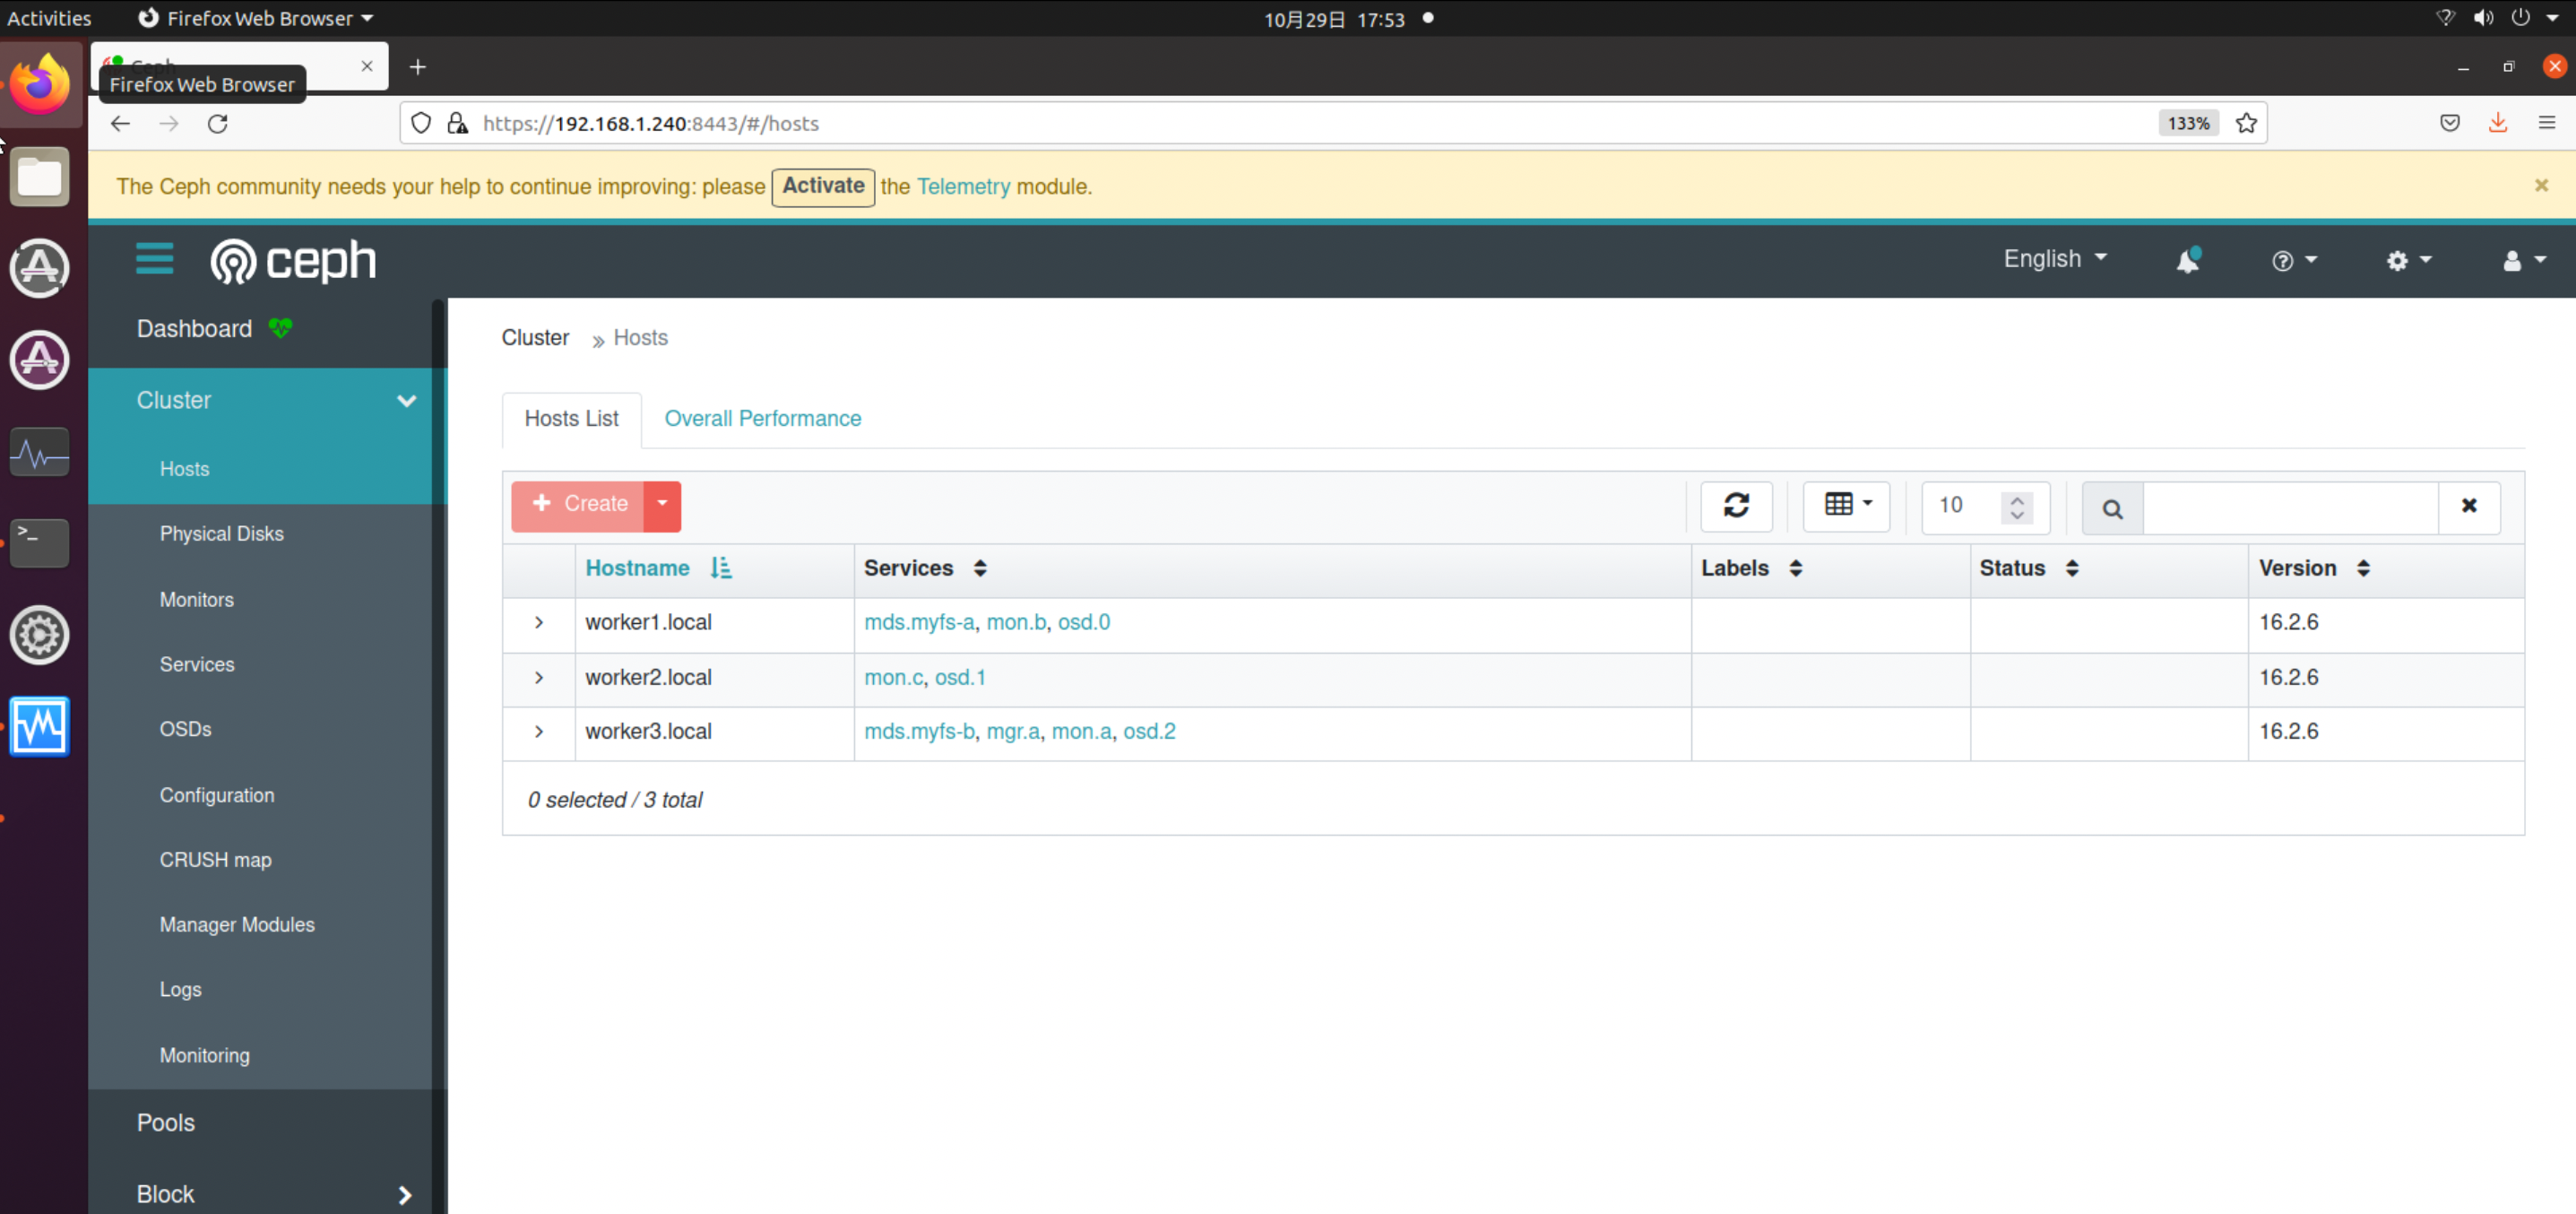 Activities
Firefox Web Browser
10月29日 17:53
Firefox Web Browser
https://192.168.1.240:8443/#/hosts
133%
The Ceph community needs your help to continue improving: please Activate the Telemetry module.
ceph
English
Dashboard
Cluster
Hosts
Physical Disks
Monitors
Services
OSDs
Configuration
CRUSH map
Manager Modules
Logs
Monitoring
Pools
Block
Cluster » Hosts
Hosts List Overall Performance
+ Create 10
Hostname Services Labels Status Version
worker1.local mds.myfs-a, mon.b, osd.0 16.2.6
worker2.local mon.c, osd.1 16.2.6
worker3.local mds.myfs-b, mgr.a, mon.a, osd.2 16.2.6
0 selected / 3 total